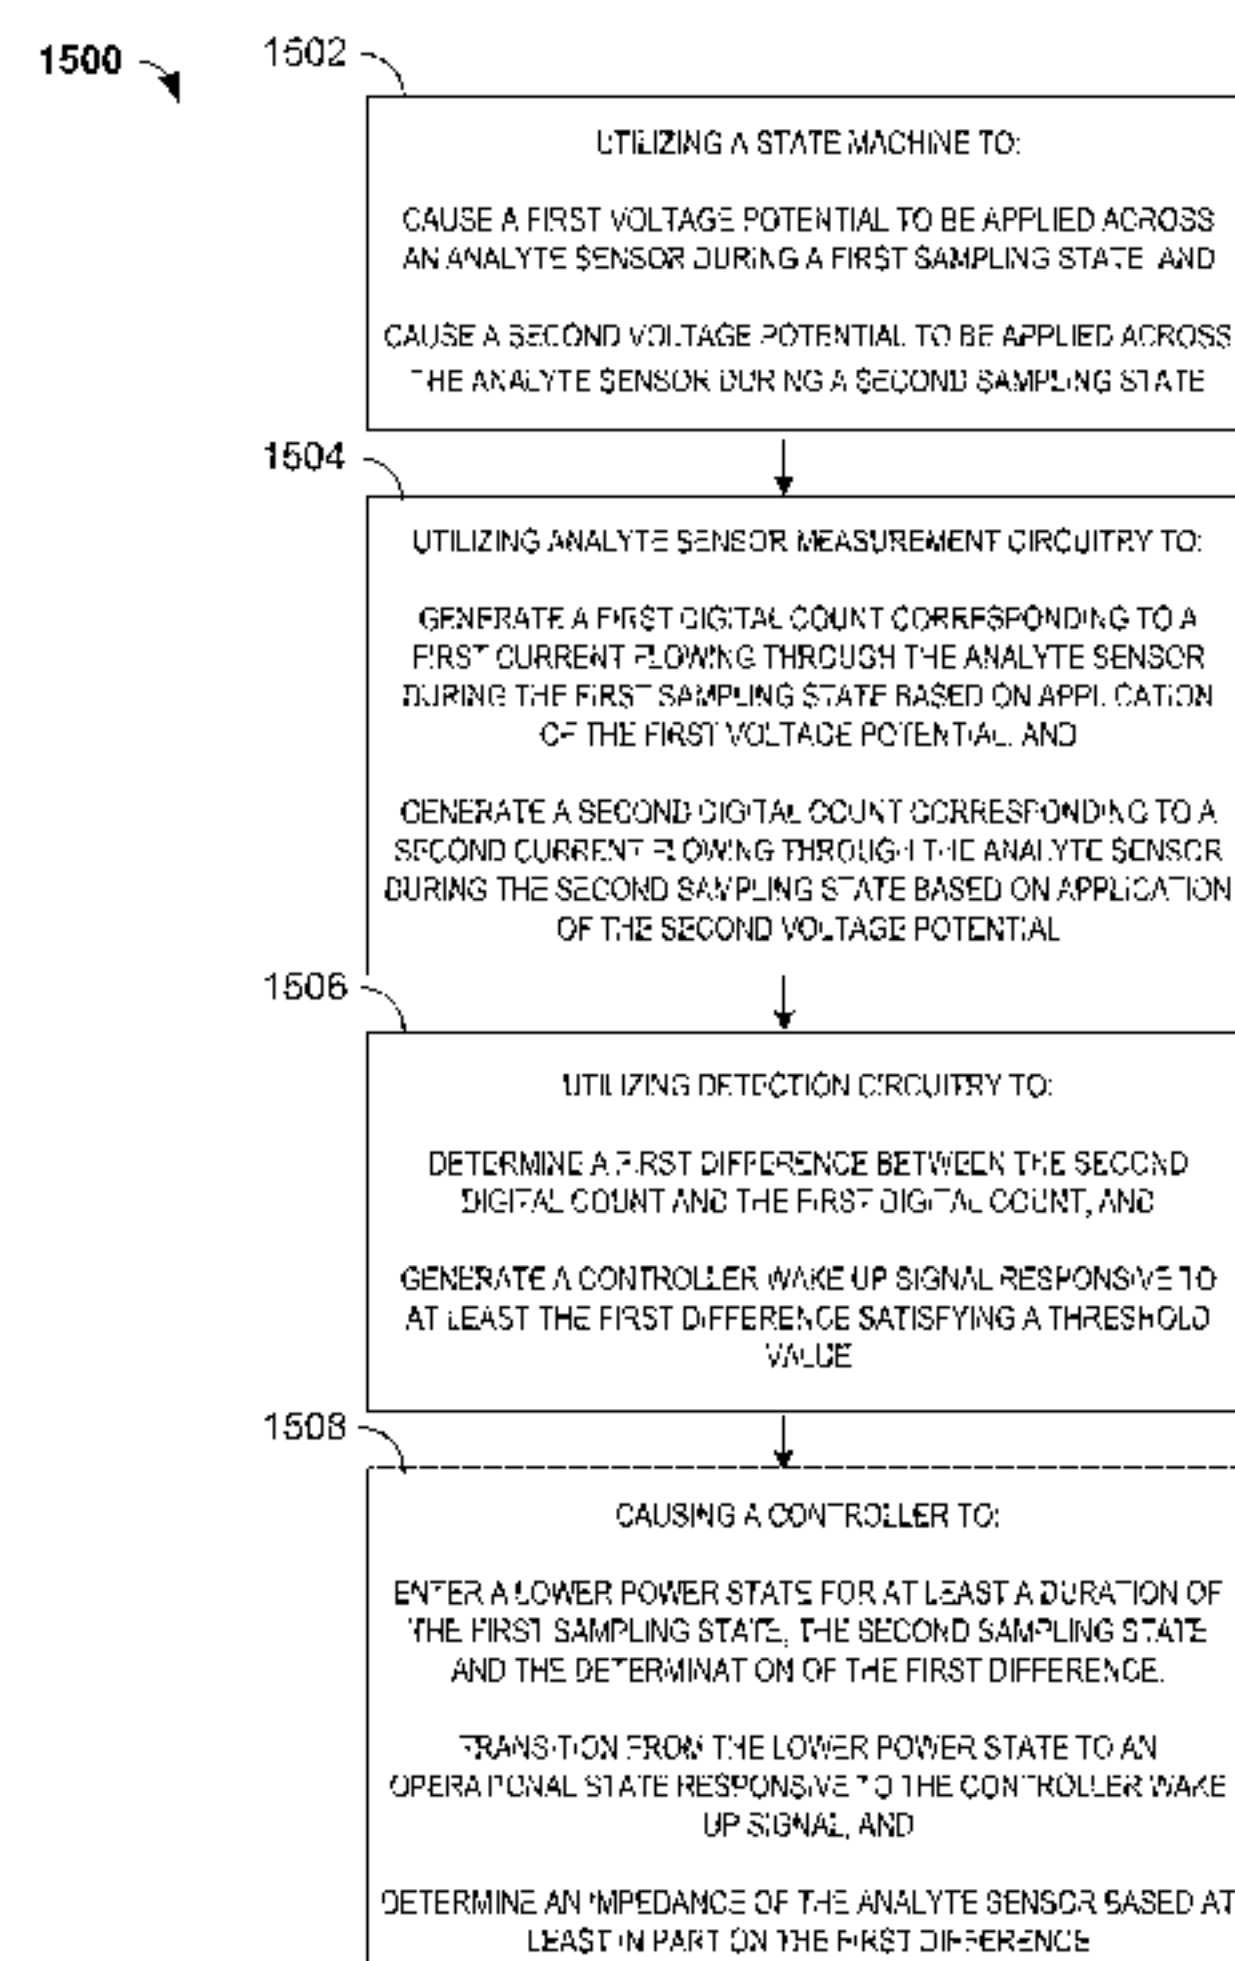 1500
1502
UTILIZING A STATE MACHINE TO:
CAUSE A FIRST VOLTAGE POTENTIAL TO BE APPLIED ACROSS
AN ANALYTE SENSOR DURING A FIRST SAMPLING STATE AND
CAUSE A SECOND VOLTAGE POTENTIAL TO BE APPLIED ACROSS
THE ANALYTE SENSOR DURING A SECOND SAMPLING STATE
1504
UTILIZING ANALYTE SENSOR MEASUREMENT CIRCUITRY TO:
GENERATE A FIRST DIGITAL COUNT CORRESPONDING TO A
FIRST CURRENT FLOWING THROUGH THE ANALYTE SENSOR
DURING THE FIRST SAMPLING STATE BASED ON APPLICATION
OF THE FIRST VOLTAGE POTENTIAL, AND
GENERATE A SECOND DIGITAL COUNT CORRESPONDING TO A
SECOND CURRENT FLOWING THROUGH THE ANALYTE SENSOR
DURING THE SECOND SAMPLING STATE BASED ON APPLICATION
OF THE SECOND VOLTAGE POTENTIAL
1506
UTILIZING DETECTION CIRCUITRY TO:
DETERMINE A FIRST DIFFERENCE BETWEEN THE SECOND
DIGITAL COUNT AND THE FIRST DIGITAL COUNT, AND
GENERATE A CONTROLLER WAKE UP SIGNAL RESPONSIVE TO
AT LEAST THE FIRST DIFFERENCE SATISFYING A THRESHOLD
VALUE
1508
CAUSING A CONTROLLER TO:
ENTER A LOWER POWER STATE FOR AT LEAST A DURATION OF
THE FIRST SAMPLING STATE, THE SECOND SAMPLING STATE
AND THE DETERMINATION OF THE FIRST DIFFERENCE,
TRANSITION FROM THE LOWER POWER STATE TO AN
OPERATIONAL STATE RESPONSIVE TO THE CONTROLLER WAKE
UP SIGNAL, AND
DETERMINE AN IMPEDANCE OF THE ANALYTE SENSOR BASED AT
LEAST IN PART ON THE FIRST DIFFERENCE